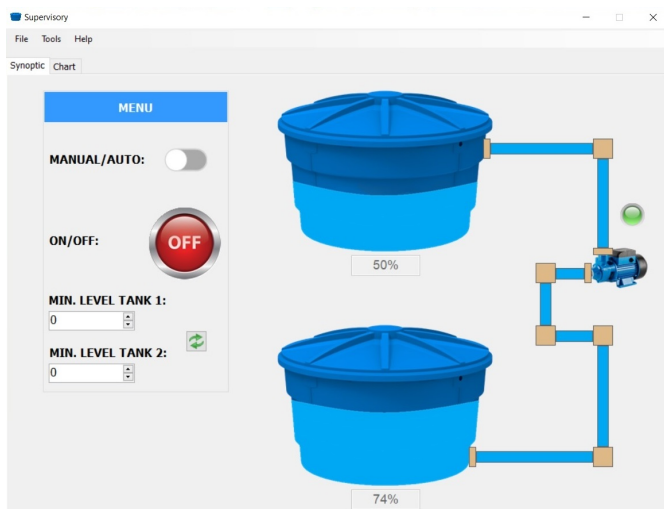 Supervisory
File Tools Help
Synoptic Chart
MENU
MANUAL/AUTO:
ON/OFF:
OFF
MIN. LEVEL TANK 1:
0
MIN. LEVEL TANK 2:
0
50%
74%